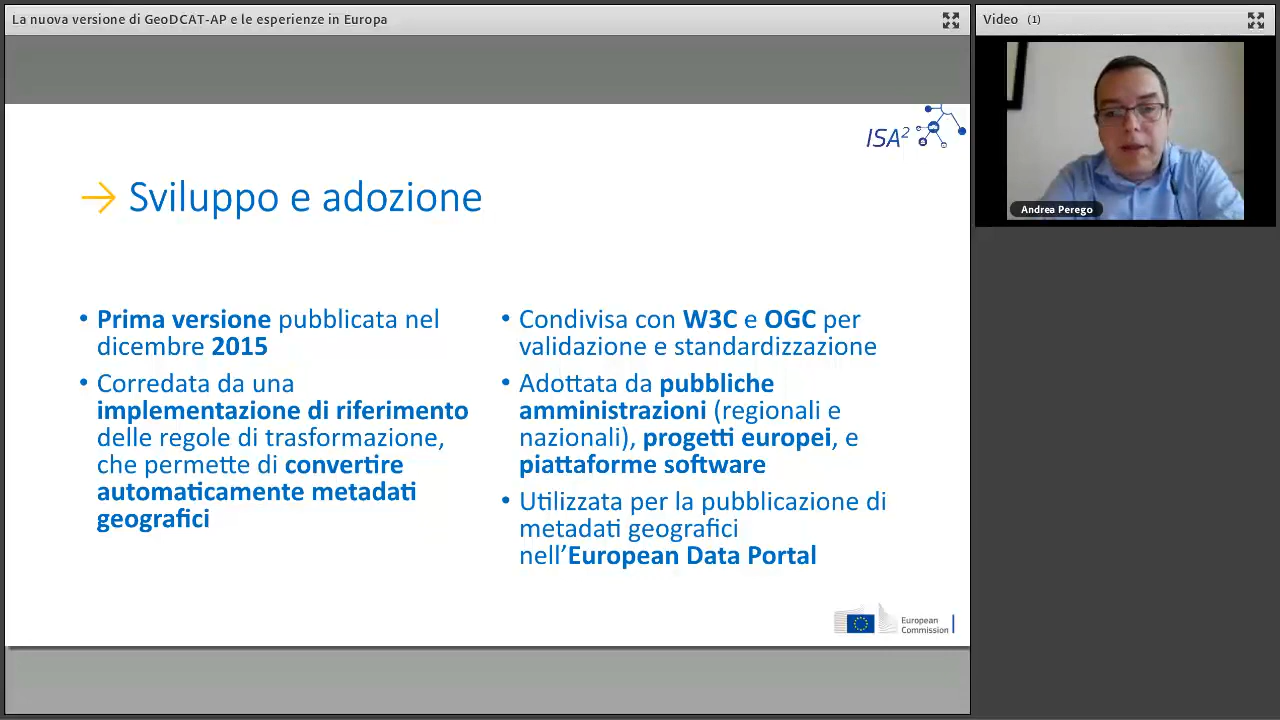 La nuova versione di GeoDCAT-AP e le esperienze in Europa
Video (1)
ISA²
Andrea Perego
→ Sviluppo e adozione
• Prima versione pubblicata nel
dicembre 2015
• Corredata da una
implementazione di riferimento
delle regole di trasformazione,
che permette di convertire
automaticamente metadati
geografici
• Condivisa con W3C e OGC per
validazione e standardizzazione
• Adottata da pubbliche
amministrazioni (regionali e
nazionali), progetti europei, e
piattaforme software
• Utilizzata per la pubblicazione di
metadati geografici
nell’European Data Portal
European
Commission